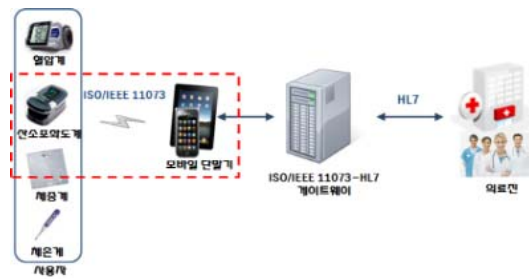 혈압계
ISO/IEEE 11073
산소포화도계
모바일 단말기
체중계
체온계
사용자
ISO/IEEE 11073-HL7
게이트웨이
HL7
의료진